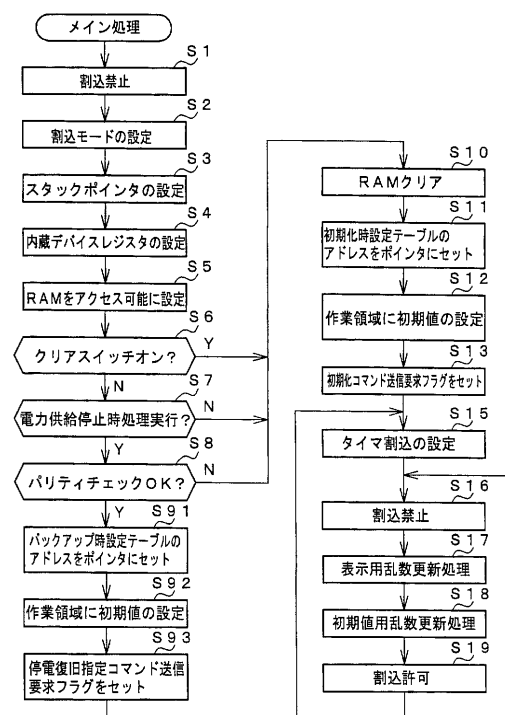 メイン処理
S1
割込禁止
S2
割込モードの設定
S3
スタックポインタの設定
S4
内蔵デバイスレジスタの設定
S5
RAMをアクセス可能に設定
S6
クリアスイッチオン?
Y
N
S7
電力供給停止時処理実行?
N
Y
S8
パリティチェックOK?
N
Y
S91
バックアップ時設定テーブルの
アドレスをポインタにセット
S92
作業領域に初期値の設定
S93
停電復旧指定コマンド送信
要求フラグをセット
S10
RAMクリア
S11
初期化時設定テーブルの
アドレスをポインタにセット
S12
作業領域に初期値の設定
S13
初期化コマンド送信要求フラグをセット
S15
タイマ割込の設定
S16
割込禁止
S17
表示用乱数更新処理
S18
初期値用乱数更新処理
S19
割込許可